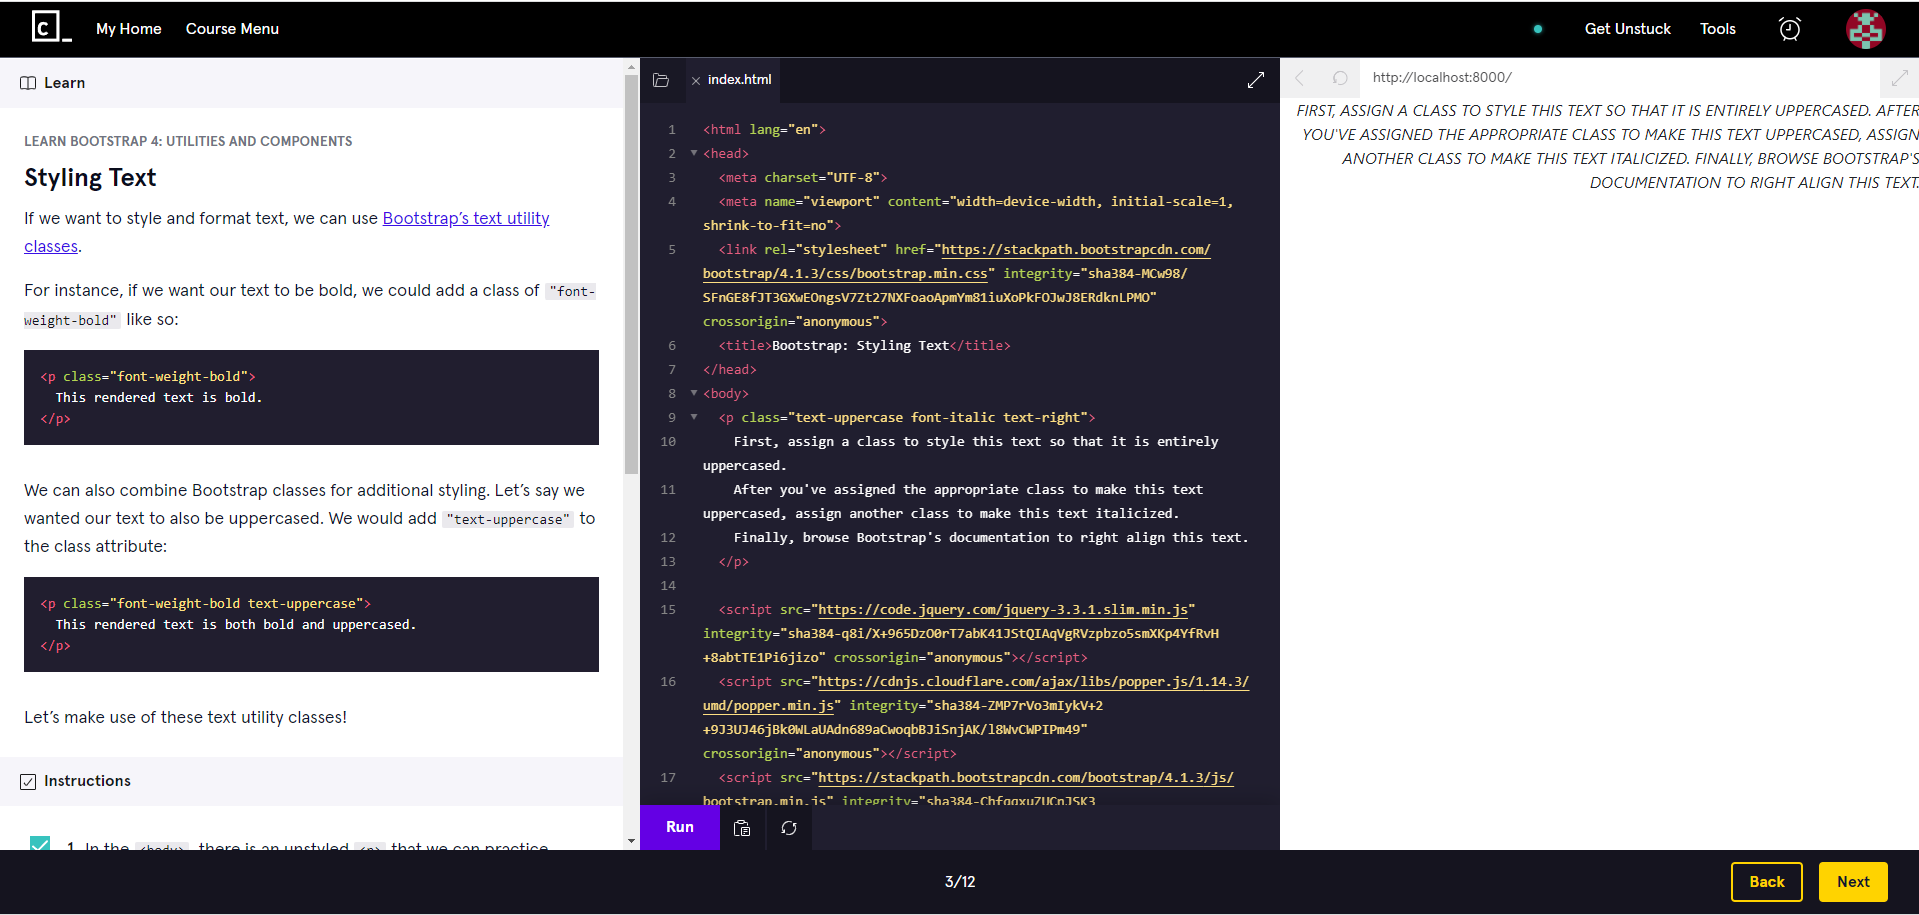 C_
My Home Course Menu Get Unstuck Tools
Learn
LEARN BOOTSTRAP 4: UTILITIES AND COMPONENTS
Styling Text
If we want to style and format text, we can use Bootstrap's text utility
classes.
For instance, if we want our text to be bold, we could add a class of "font-
weight-bold" like so:
<p class="font-weight-bold">
This rendered text is bold.
</p>
We can also combine Bootstrap classes for additional styling. Let's say we
wanted our text to also be uppercased. We would add "text-uppercase" to
the class attribute:
<p class="font-weight-bold text-uppercase">
This rendered text is both bold and uppercased.
</p>
Let's make use of these text utility classes!
Instructions
1. In the <body>, there is an unstyled <p> that we can practice
index.html
1 <html lang="en">
2 <head>
3 <meta charset="UTF-8">
4 <meta name="viewport" content="width=device-width, initial-scale=1,
shrink-to-fit=no">
5 <link rel="stylesheet" href="https://stackpath.bootstrapcdn.com/
bootstrap/4.1.3/css/bootstrap.min.css" integrity="sha384-MCw98/
SFnGE8fJT3GXwEOngsV7Zt27NXFoaoApmYm81iuXoPkFOJwJ8ERdknLPMO"
crossorigin="anonymous">
6 <title>Bootstrap: Styling Text</title>
7 </head>
8 <body>
9 <p class="text-uppercase font-italic text-right">
10 First, assign a class to style this text so that it is entirely
uppercased.
11 After you've assigned the appropriate class to make this text
uppercased, assign another class to make this text italicized.
12 Finally, browse Bootstrap's documentation to right align this text.
13 </p>
14
15 <script src="https://code.jquery.com/jquery-3.3.1.slim.min.js"
integrity="sha384-q8i/X+965DzO0rT7abK41JStQIAqVgRVzpbzo5smXKp4YfRvH
+8abtTE1Pi6jizo" crossorigin="anonymous"></script>
16 <script src="https://cdnjs.cloudflare.com/ajax/libs/popper.js/1.14.3/
umd/popper.min.js" integrity="sha384-ZMP7rVo3mIykV+2
+9J3UJ46jBk0WLaUAdn689aCwoqbBJiSnjAK/l8WvCWPIPm49"
crossorigin="anonymous"></script>
17 <script src="https://stackpath.bootstrapcdn.com/bootstrap/4.1.3/js/
bootstrap.min.js" integrity="sha384-ChfqqxuZUCnJSK3
Run
http://localhost:8000/
FIRST, ASSIGN A CLASS TO STYLE THIS TEXT SO THAT IT IS ENTIRELY UPPERCASED. AFTER
YOU'VE ASSIGNED THE APPROPRIATE CLASS TO MAKE THIS TEXT UPPERCASED, ASSIGN
ANOTHER CLASS TO MAKE THIS TEXT ITALICIZED. FINALLY, BROWSE BOOTSTRAP'S
DOCUMENTATION TO RIGHT ALIGN THIS TEXT.
3/12
Back Next